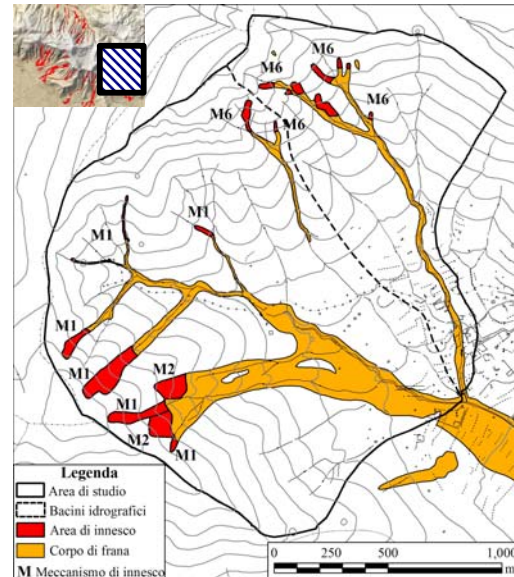 M6
M6
M6
M6
M6
M1
M1
M1
M1
M2
M1
M2
M1
Legenda
Area di studio
Bacini idrografici
Area di innesco
Corpo di frana
M Meccanismo di innesco
0 250 500 1,000
m